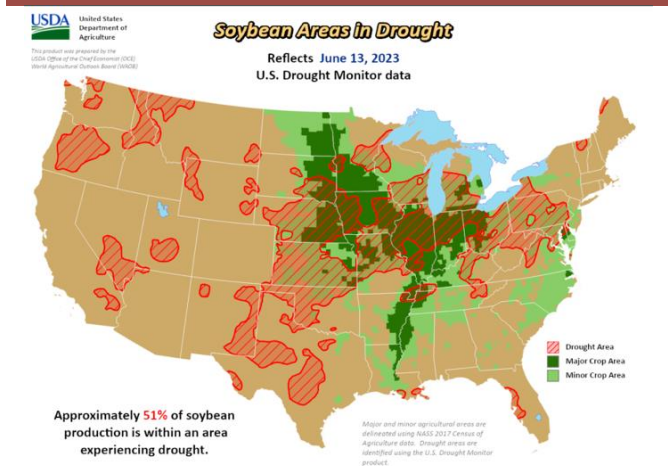 USDA
United States
Department of
Agriculture
This product was prepared by the
USDA Office of the Chief Economist (OCE)
World Agricultural Outlook Board (WAOB)
Soybean Areas in Drought
Reflects June 13, 2023
U.S. Drought Monitor data
Drought Area
Major Crop Area
Minor Crop Area
Approximately 51% of soybean
production is within an area
experiencing drought.
Major and minor agricultural areas are
delineated using NASS 2017 Census of
Agriculture data. Drought areas are
identified using the U.S. Drought Monitor
product.